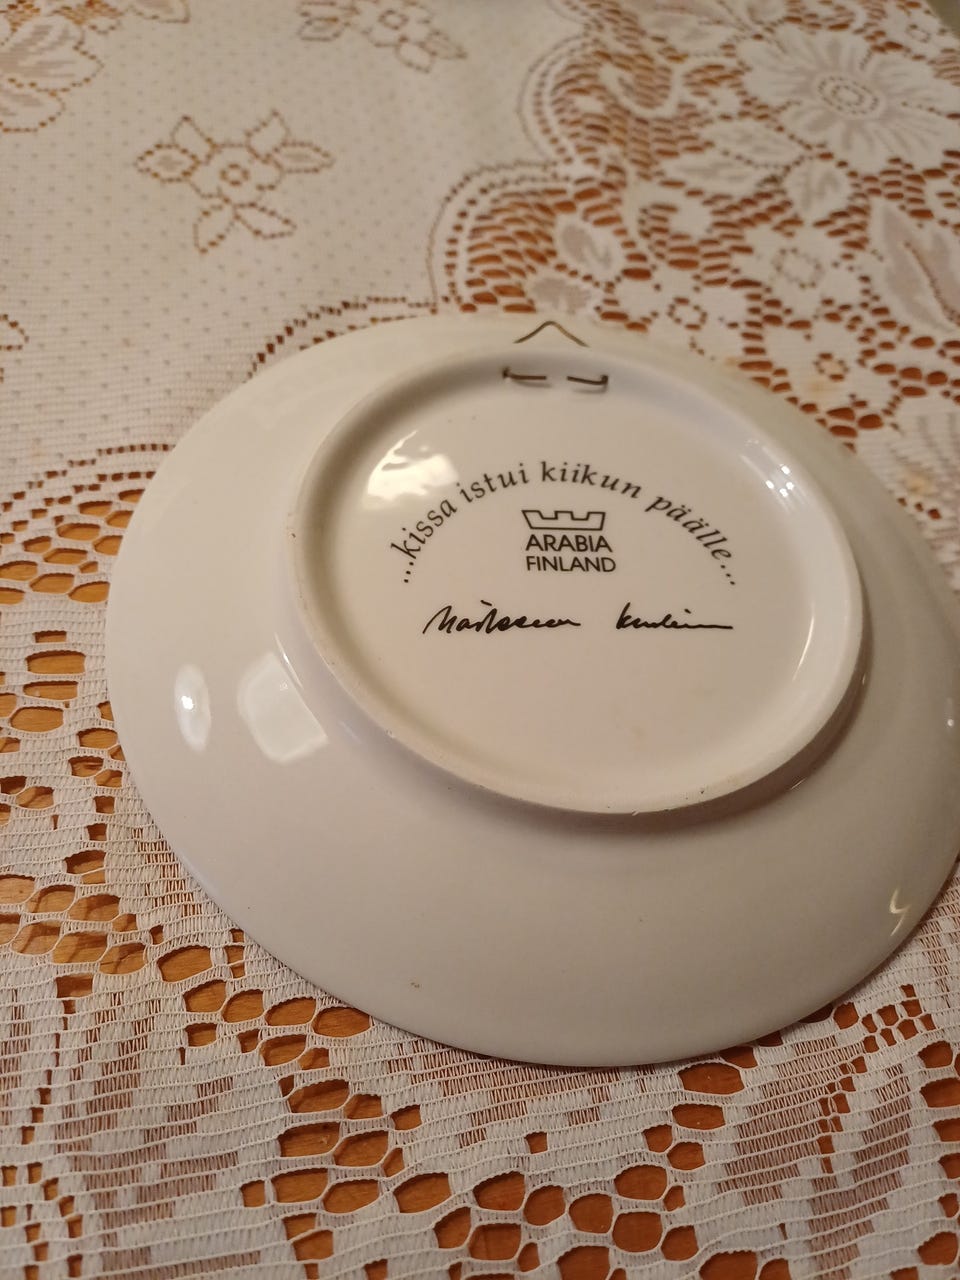 ...kissa istui kiikun päälle...
ARABIA
FINLAND